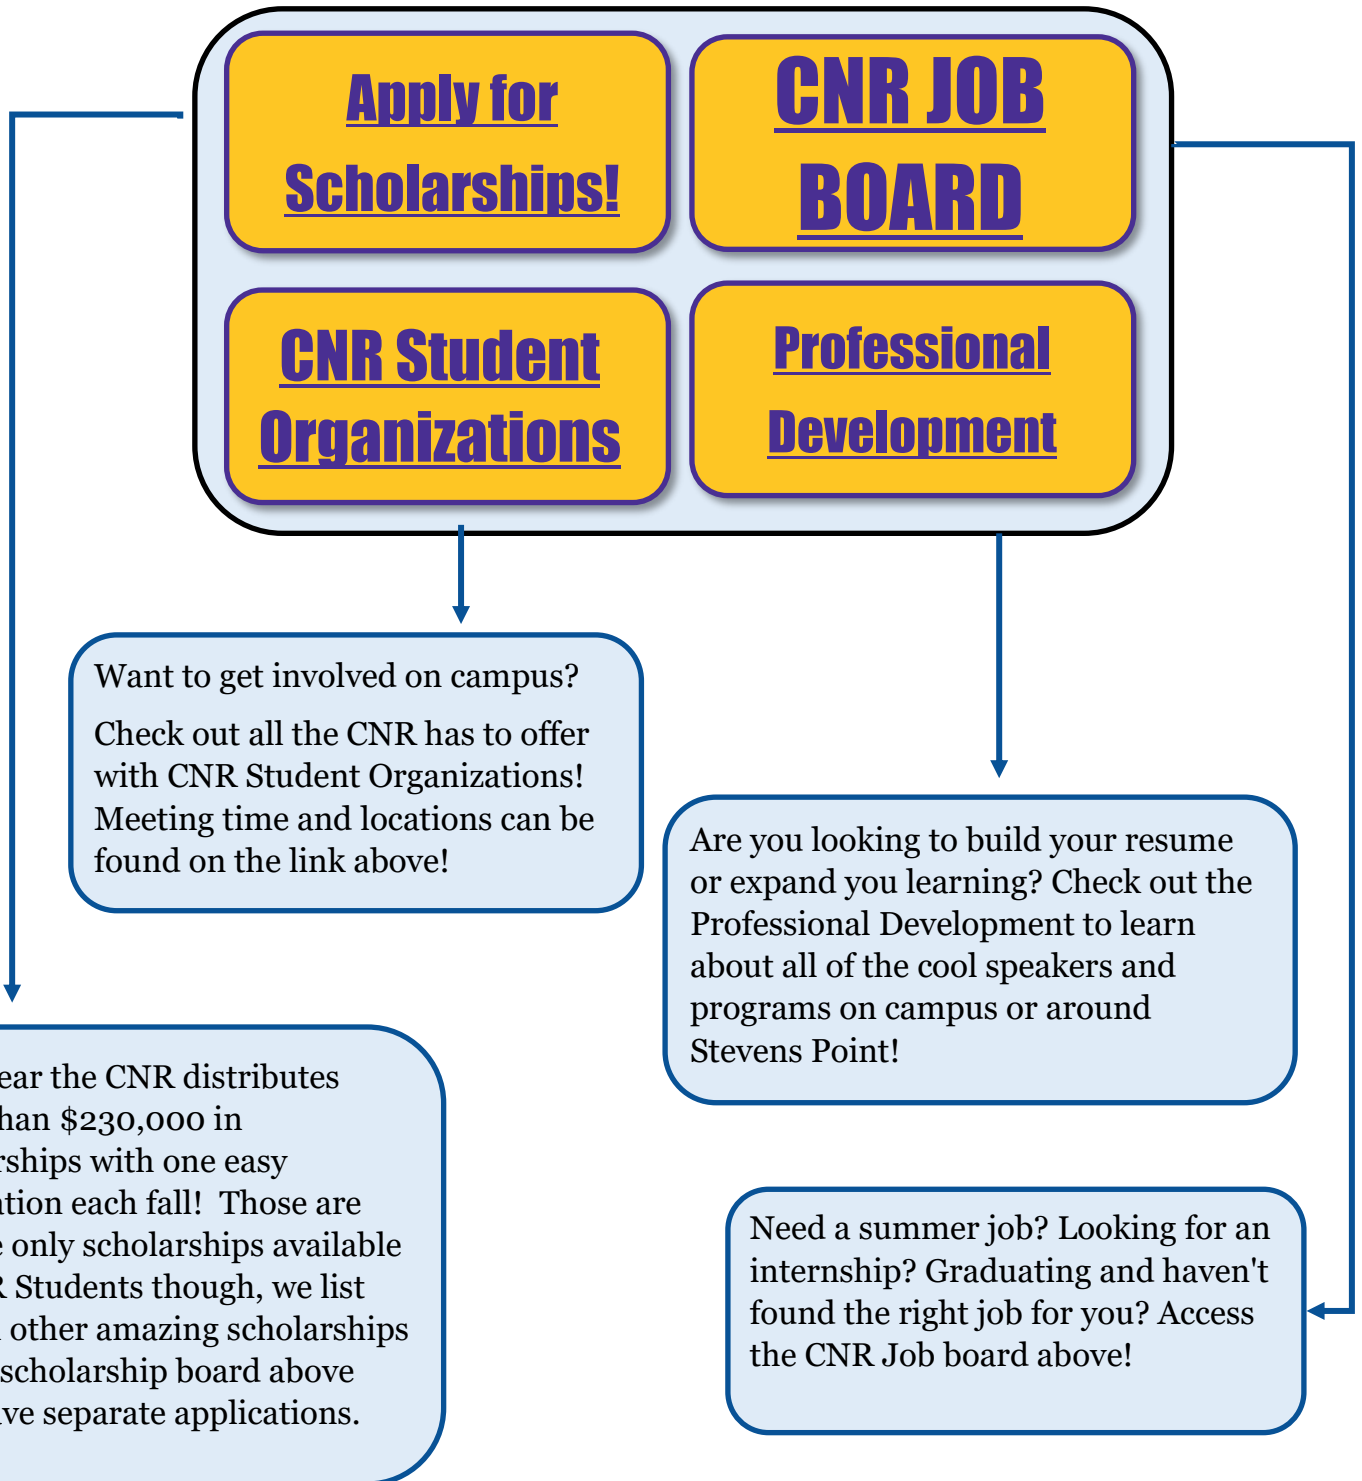 Apply for
Scholarships!
CNR JOB
BOARD
CNR Student
Organizations
Professional
Development
Want to get involved on campus?
Check out all the CNR has to offer
with CNR Student Organizations!
Meeting time and locations can be
found on the link above!
Are you looking to build your resume
or expand you learning? Check out the
Professional Development to learn
about all of the cool speakers and
programs on campus or around
Stevens Point!
the CNR distributes
$230,000 in
with one easy
each fall! Those are
only scholarships available
Students though, we list
other amazing scholarships
scholarship board above
separate applications.
Need a summer job? Looking for an
internship? Graduating and haven't
found the right job for you? Access
the CNR Job board above!